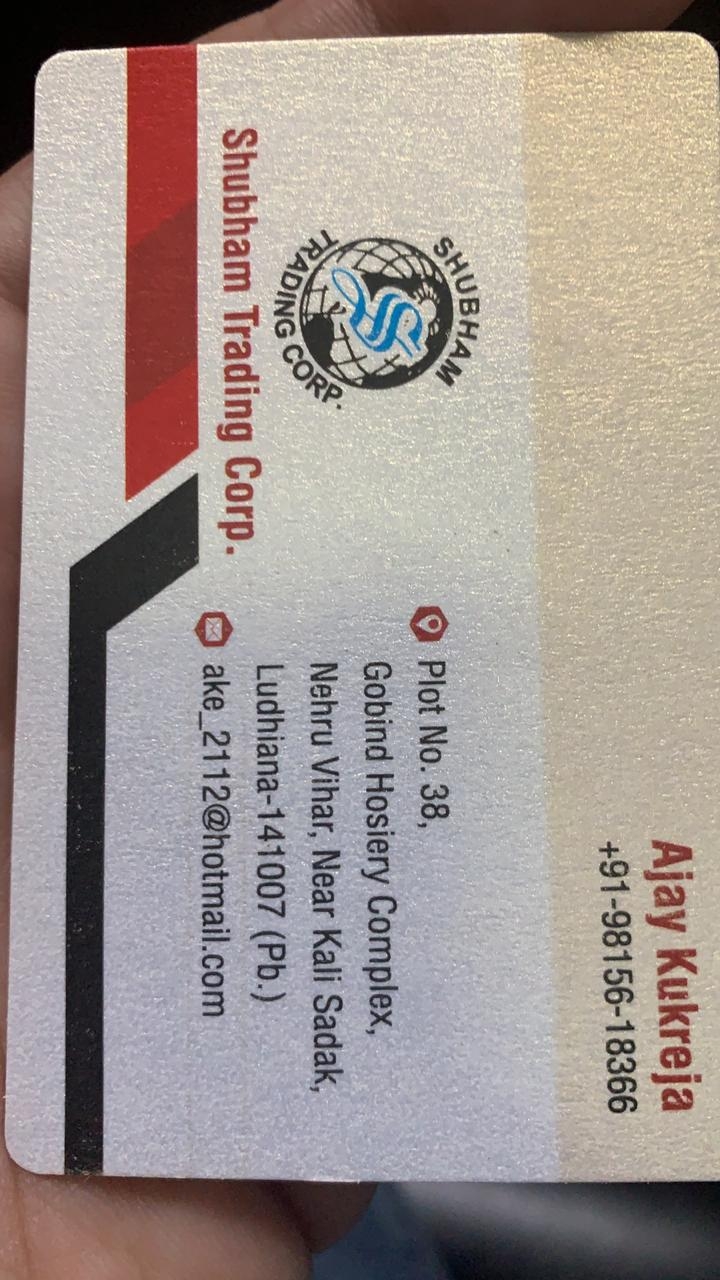 Ajay Kukreja
+91-98156-18366
SHUBHAM
TRADING CORP.
Shubham Trading Corp.
Plot No. 38,
Gobind Hosiery Complex,
Nehru Vihar, Near Kali Sadak,
Ludhiana-141007 (Pb.)
ake_2112@hotmail.com